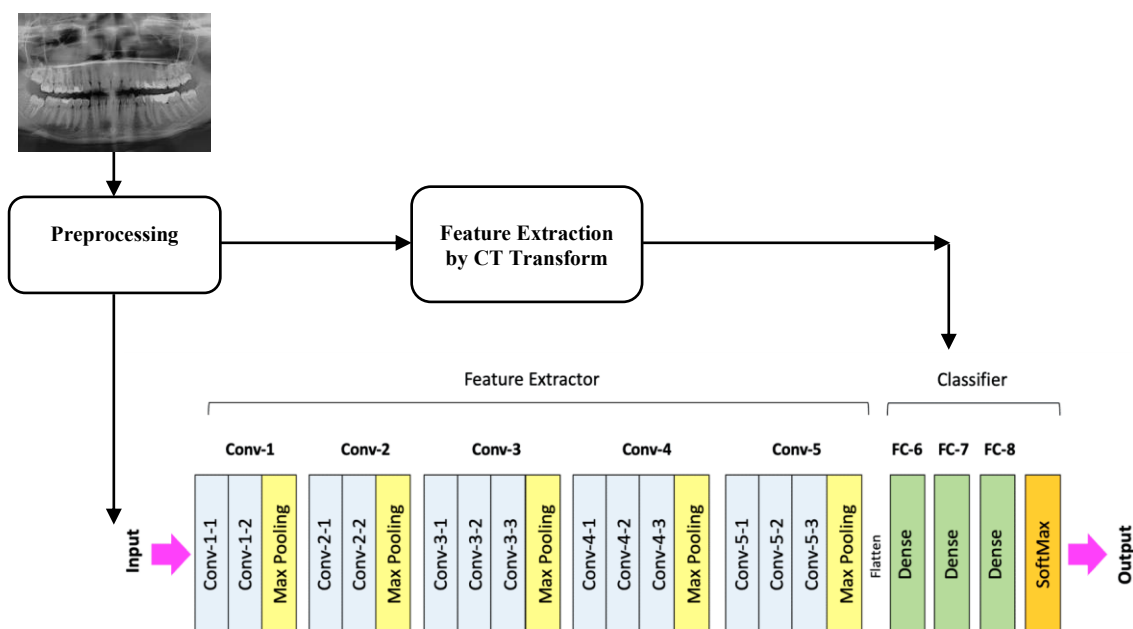 Preprocessing
Feature Extraction
by CT Transform
Feature Extractor
Classifier
Conv-1
Conv-2
Conv-3
Conv-4
Conv-5
FC-6
FC-7
FC-8
Input
Conv-1-1
Conv-1-2
Max Pooling
Conv-2-1
Conv-2-2
Max Pooling
Conv-3-1
Conv-3-2
Conv-3-3
Max Pooling
Conv-4-1
Conv-4-2
Conv-4-3
Max Pooling
Conv-5-1
Conv-5-2
Conv-5-3
Max Pooling
Flatten
Dense
Dense
Dense
SoftMax
Output